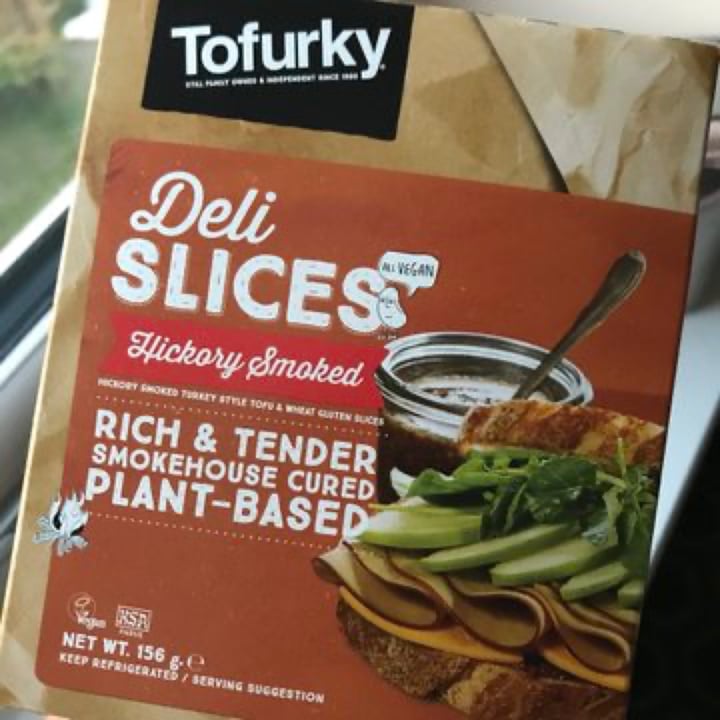 Tofurky
STILL FAMILY OWNED & INDEPENDENT SINCE 1980
Deli
SLICES
ALL VEGAN
Hickory Smoked
HICKORY SMOKED TURKEY STYLE TOFU & WHEAT GLUTEN SLICES
RICH & TENDER
SMOKEHOUSE CURED
PLANT-BASED
Vegan
KSA
PARVE
NET WT. 156 g. ℮
KEEP REFRIGERATED / SERVING SUGGESTION